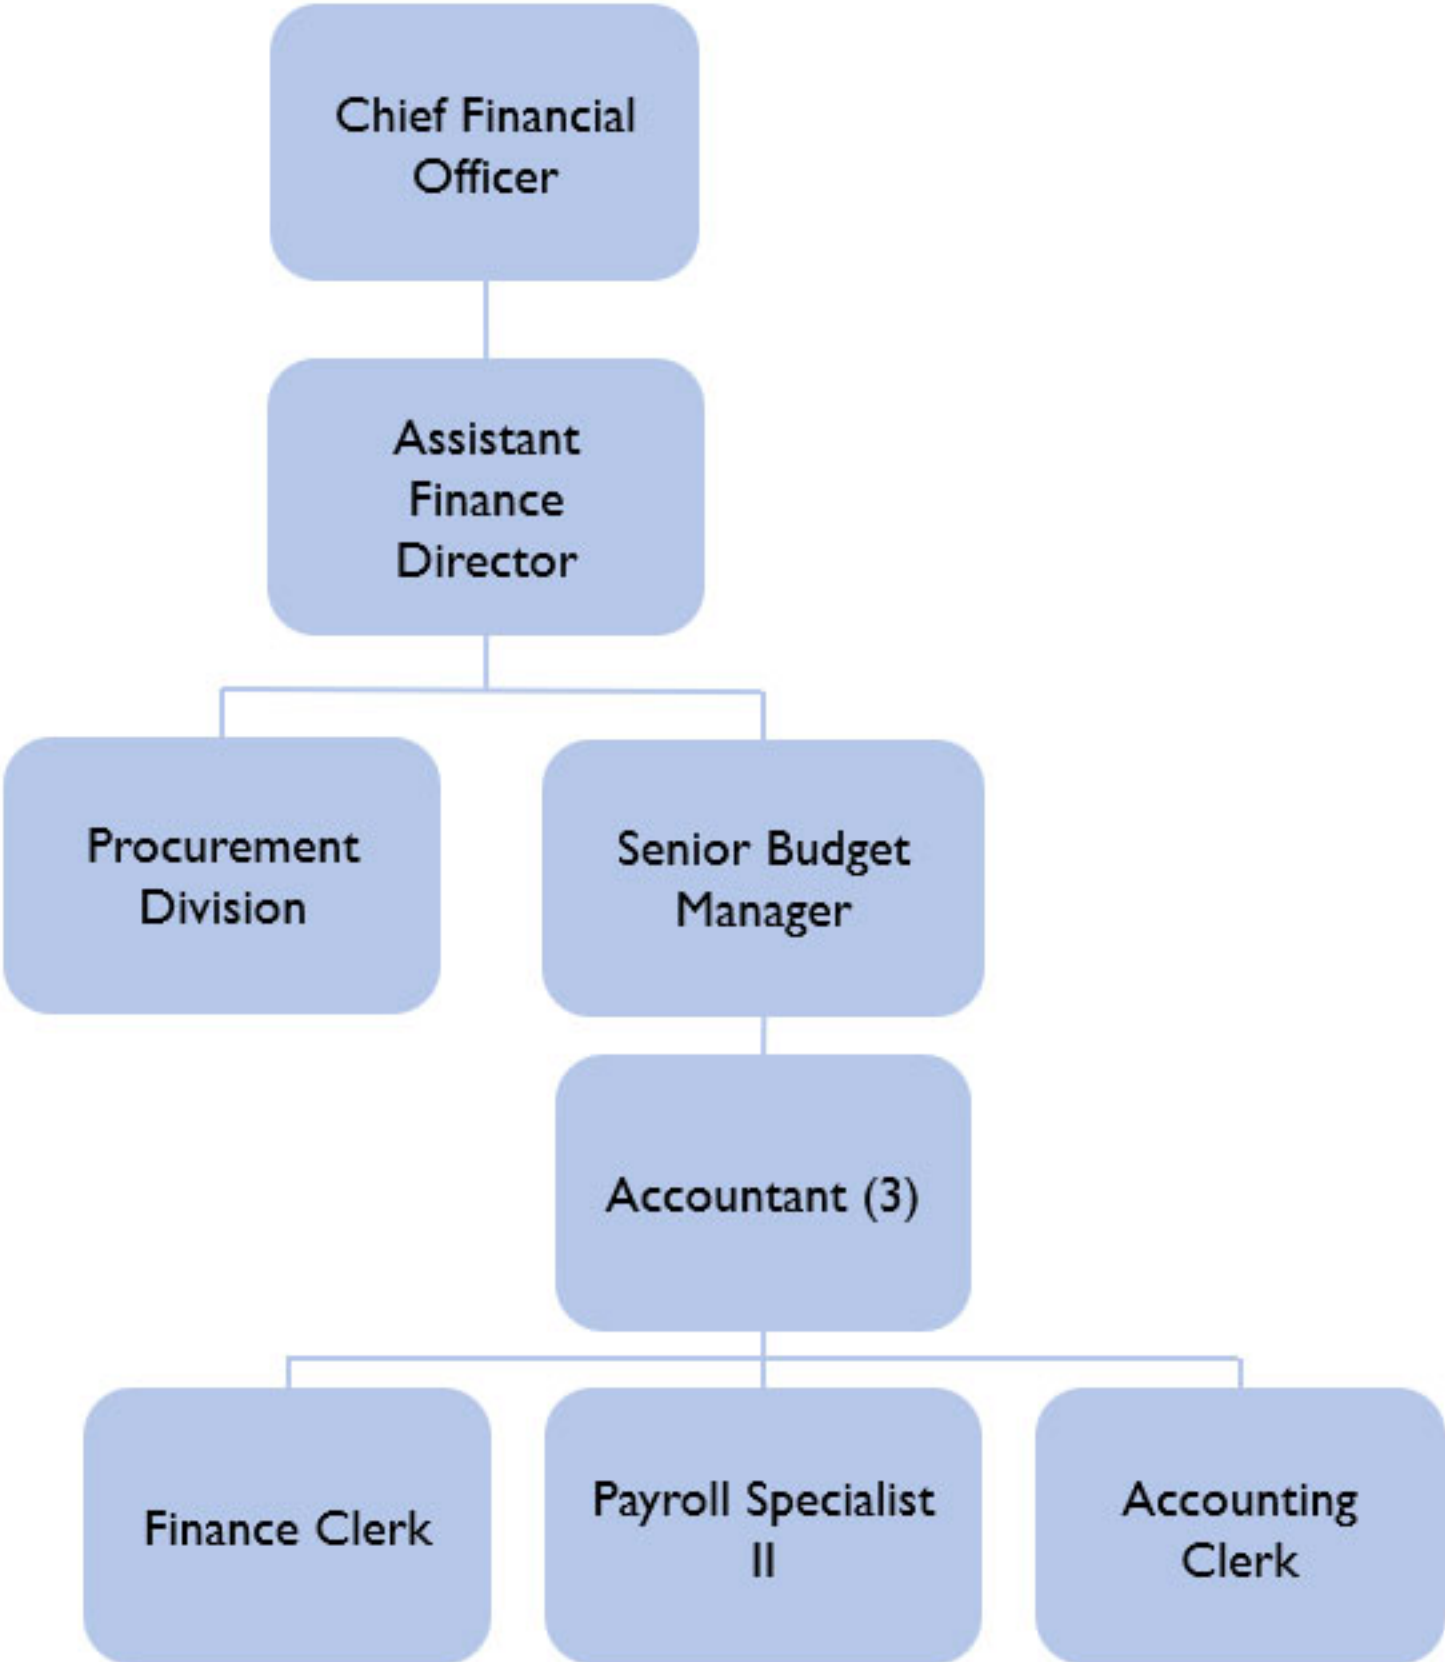 Chief Financial
Officer
Assistant
Finance
Director
Procurement
Division
Senior Budget
Manager
Accountant (3)
Finance Clerk
Payroll Specialist
II
Accounting
Clerk